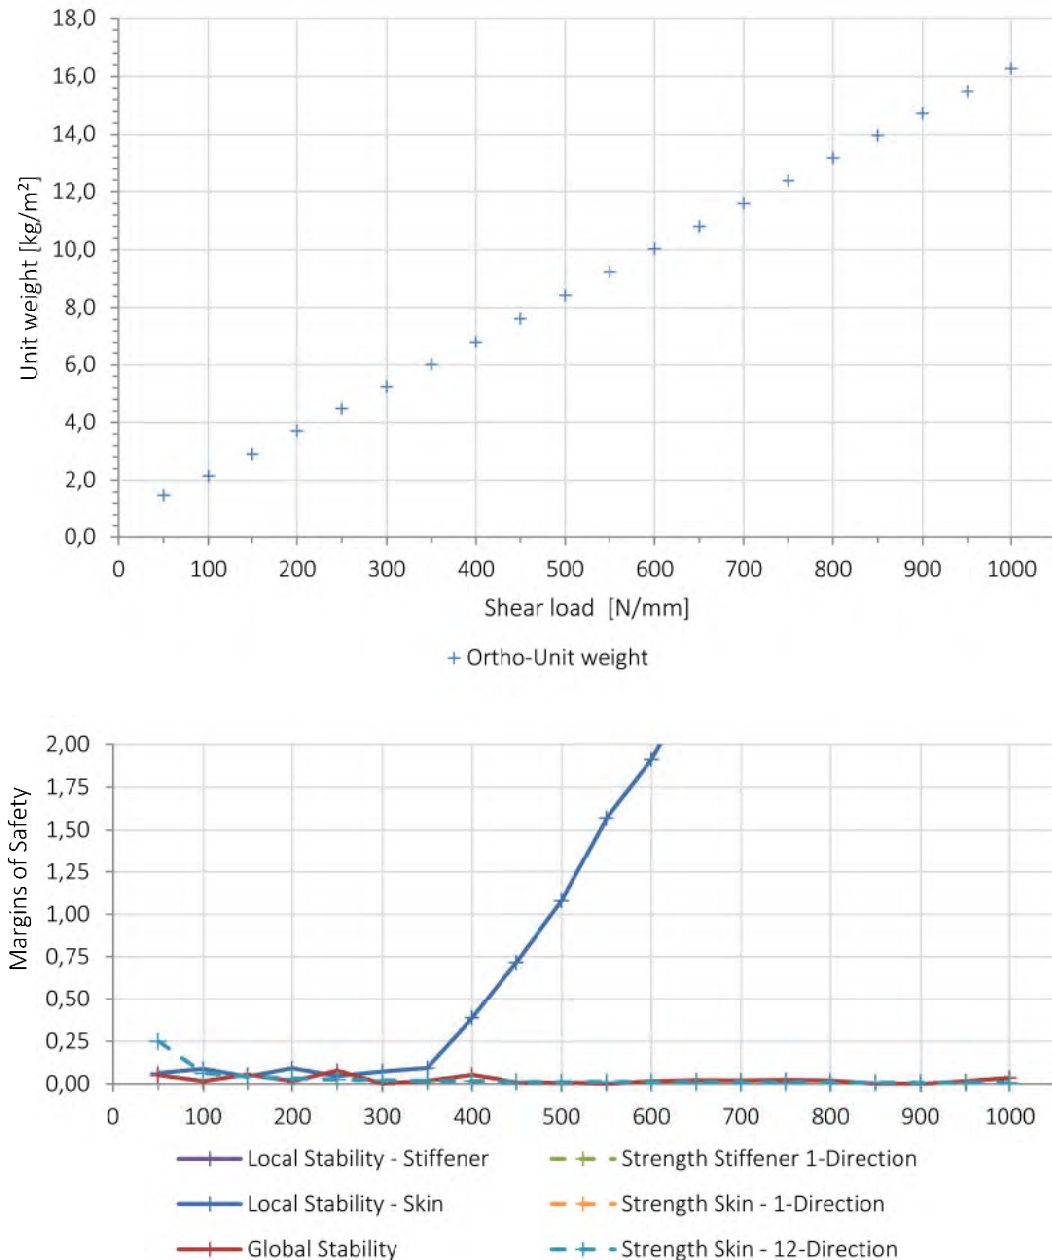 18,0
16,0
14,0
12,0
10,0
8,0
6,0
4,0
2,0
0,0
Unit weight [kg/m²]
0 100 200 300 400 500 600 700 800 900 1000
Shear load [N/mm]
Ortho-Unit weight
2,00
1,75
1,50
1,25
1,00
0,75
0,50
0,25
0,00
Margins of Safety
0 100 200 300 400 500 600 700 800 900 1000
Local Stability - Stiffener
Strength Stiffener 1-Direction
Local Stability - Skin
Strength Skin - 1-Direction
Global Stability
Strength Skin - 12-Direction